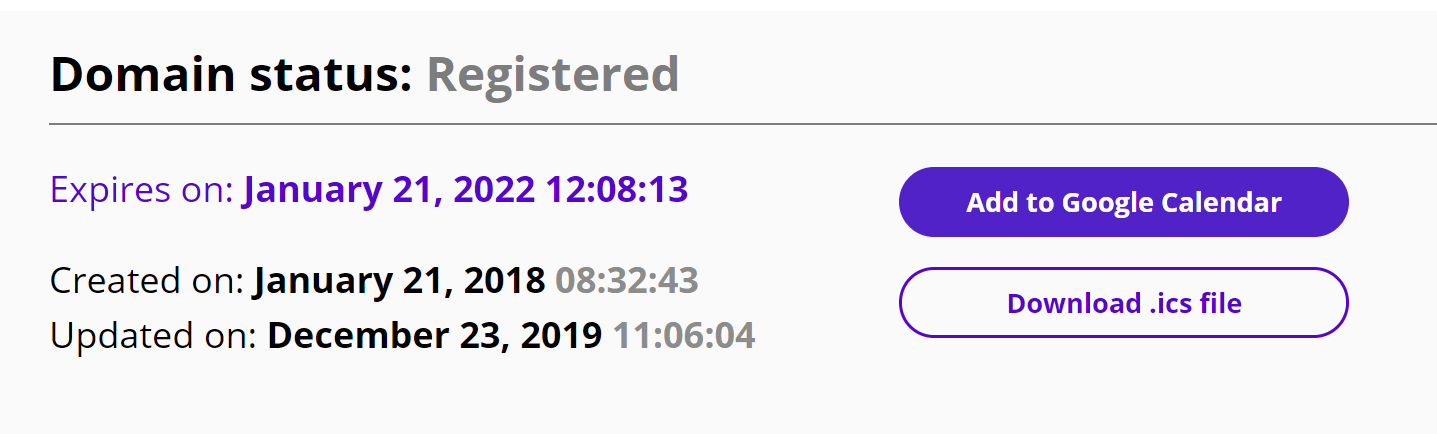 Domain status: Registered
Expires on: January 21, 2022 12:08:13
Add to Google Calendar
Created on: January 21, 2018 08:32:43
Download .ics file
Updated on: December 23, 2019 11:06:04